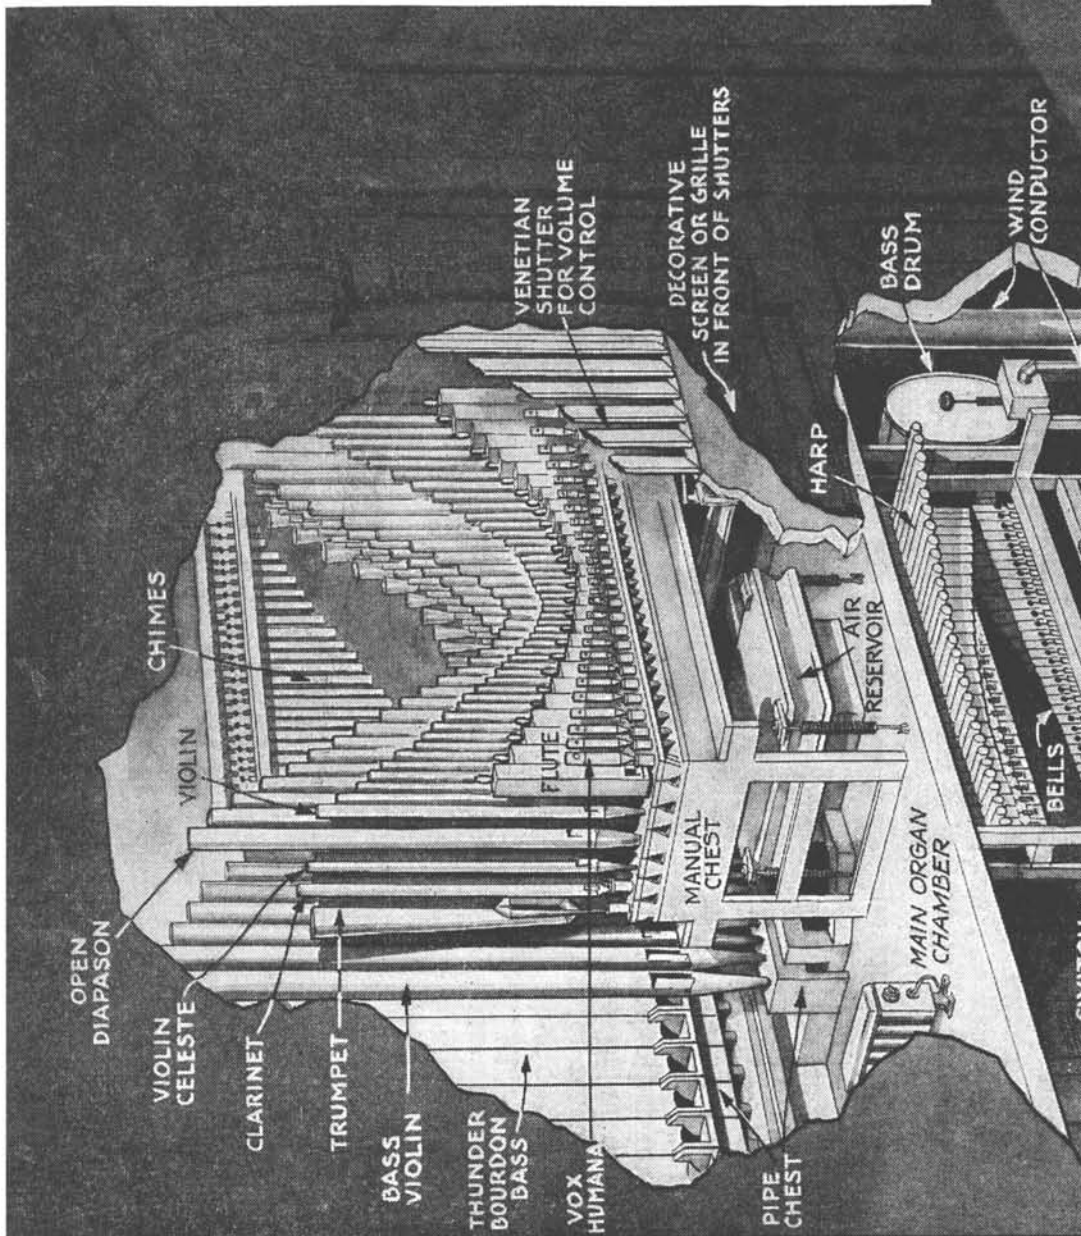 OPEN
DIAPASON
VIOLIN
CELESTE
CLARINET
TRUMPET
BASS
VIOLIN
THUNDER
BOURDON
BASS
VOX
HUMANA
PIPE
CHEST
VIOLIN
CHIMES
FLUTE
MANUAL
CHEST
MAIN ORGAN
CHAMBER
AIR
RESERVOIR
VENETIAN
SHUTTER
FOR VOLUME
CONTROL
DECORATIVE
SCREEN OR GRILLE
IN FRONT OF SHUTTERS
HARP
BASS
DRUM
WIND
CONDUCTOR
BELLS